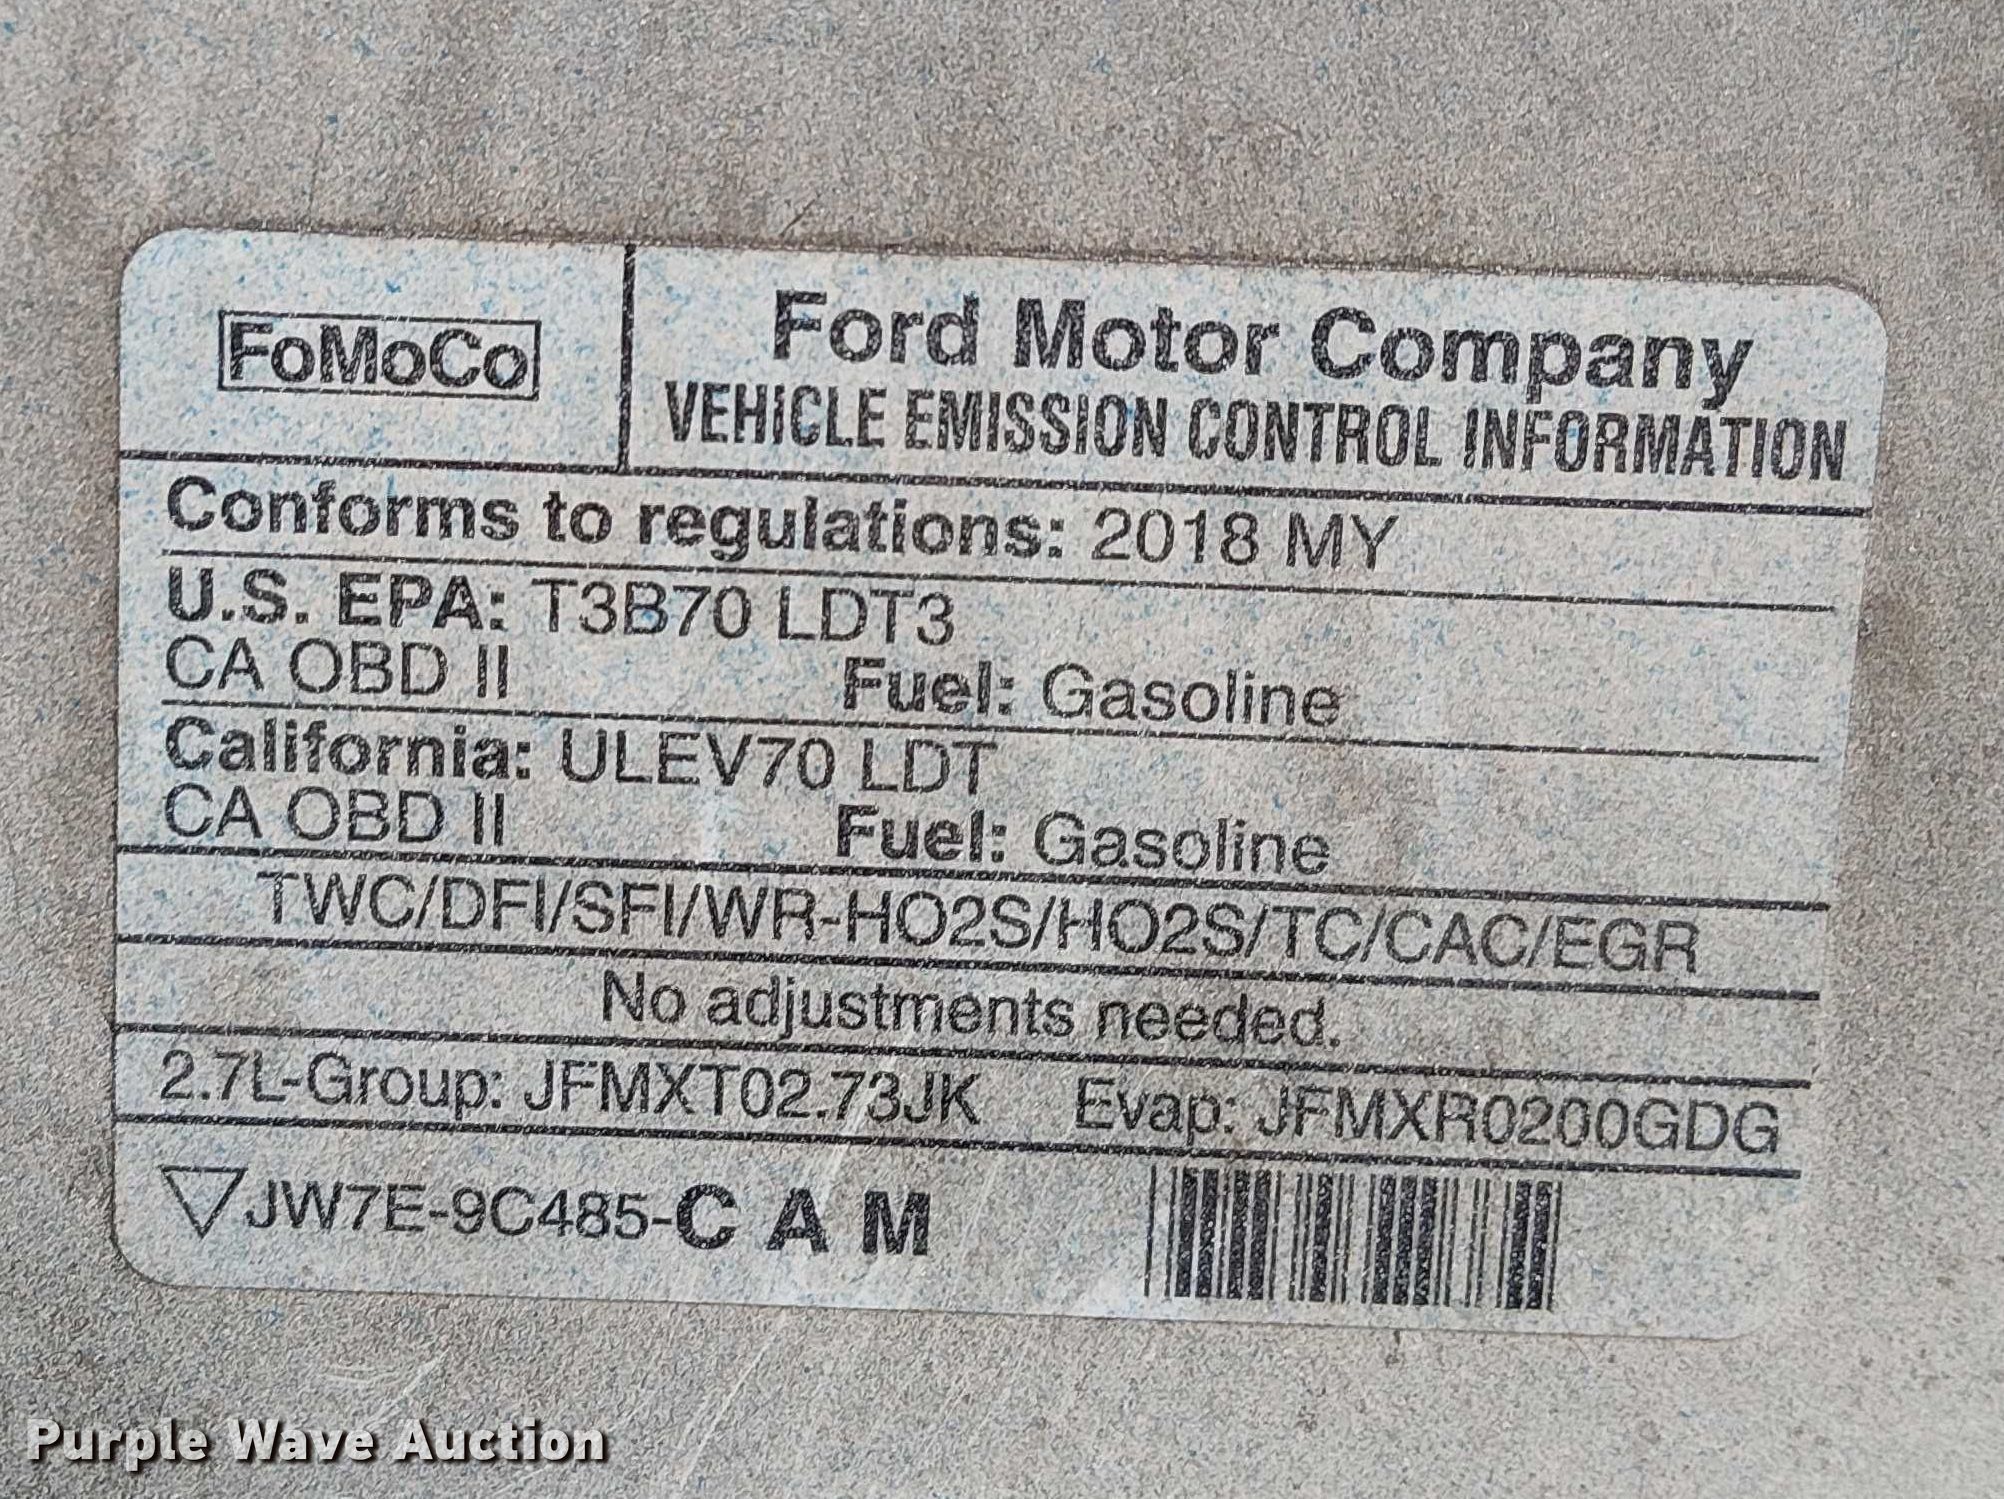 FoMoCo
Ford Motor Company
VEHICLE EMISSION CONTROL INFORMATION
Conforms to regulations: 2018 MY
U.S. EPA: T3B70 LDT3
CA OBD II Fuel: Gasoline
California: ULEV70 LDT
CA OBD II Fuel: Gasoline
TWC/DFI/SFI/WR-HO2S/HO2S/TC/CAC/EGR
No adjustments needed.
2.7L-Group: JFMXT02.73JK Evap: JFMXR0200GDG
JW7E-9C485-C A M
Purple Wave Auction